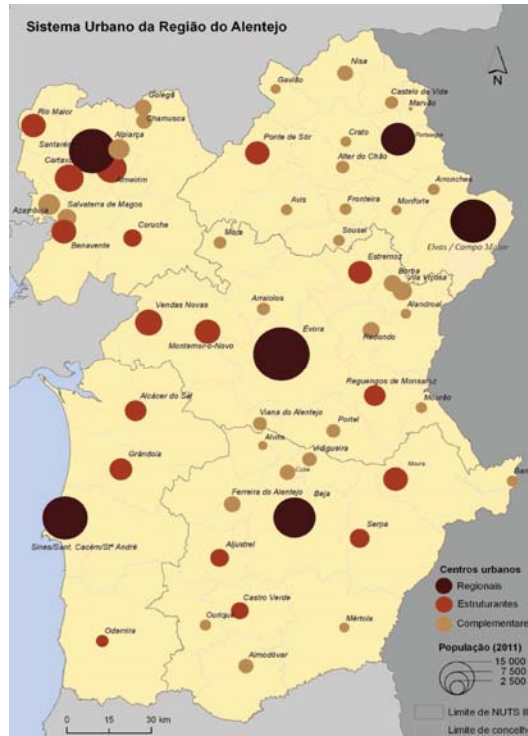 Sistema Urbano da Região do Alentejo
N
Nisa
Gavião
Golegã
Castelo de Vide
Marvão
Rio Maior
Chamusca
Alpiarça
Crato
Portalegre
Santarém
Ponte de Sôr
Alter do Chão
Almeirim
Arronches
Azambuja
Salvaterra de Magos
Avis
Fronteira
Monforte
Benavente
Coruche
Mora
Sousel
Elvas / Campo Maior
Estremoz
Borba
Vila Viçosa
Arraiolos
Alandroal
Vendas Novas
Évora
Montemor-o-Novo
Redondo
Reguengos de Monsaraz
Alcácer do Sal
Mourão
Viana do Alentejo
Portel
Alvito
Grândola
Vidigueira
Cuba
Moura
Ferreira do Alentejo
Beja
Sines/Sant. Cacém/Stº André
Serpa
Aljustrel
Castro Verde
Ourique
Mértola
Odemira
Almodôvar
Centros urbanos
Regionais
Estruturantes
Complementare
População (2011)
15 000
7 500
2 500
0 15 30 km
Limite de NUTS III
Limite de concelh